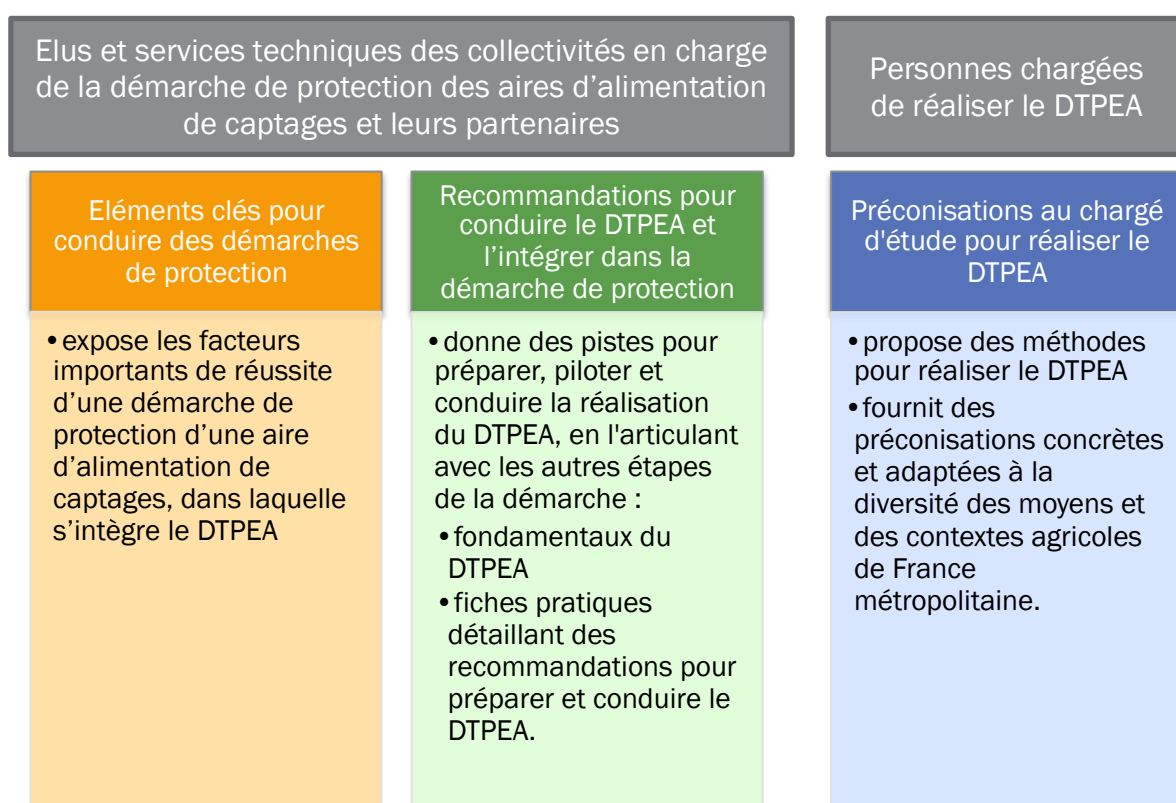 Elus et services techniques des collectivités en charge
de la démarche de protection des aires d’alimentation
de captages et leurs partenaires
Personnes chargées
de réaliser le DTPEA
Eléments clés pour
conduire des démarches
de protection
•expose les facteurs
importants de réussite
d’une démarche de
protection d’une aire
d’alimentation de
captages, dans laquelle
s’intègre le DTPEA
Recommandations pour
conduire le DTPEA et
l’intégrer dans la
démarche de protection
•donne des pistes pour
préparer, piloter et
conduire la réalisation
du DTPEA, en l'articulant
avec les autres étapes
de la démarche :
•fondamentaux du
DTPEA
•fiches pratiques
détaillant des
recommandations pour
préparer et conduire le
DTPEA.
Préconisations au chargé
d'étude pour réaliser le
DTPEA
•propose des méthodes
pour réaliser le DTPEA
•fournit des
préconisations concrètes
et adaptées à la
diversité des moyens et
des contextes agricoles
de France
métropolitaine.